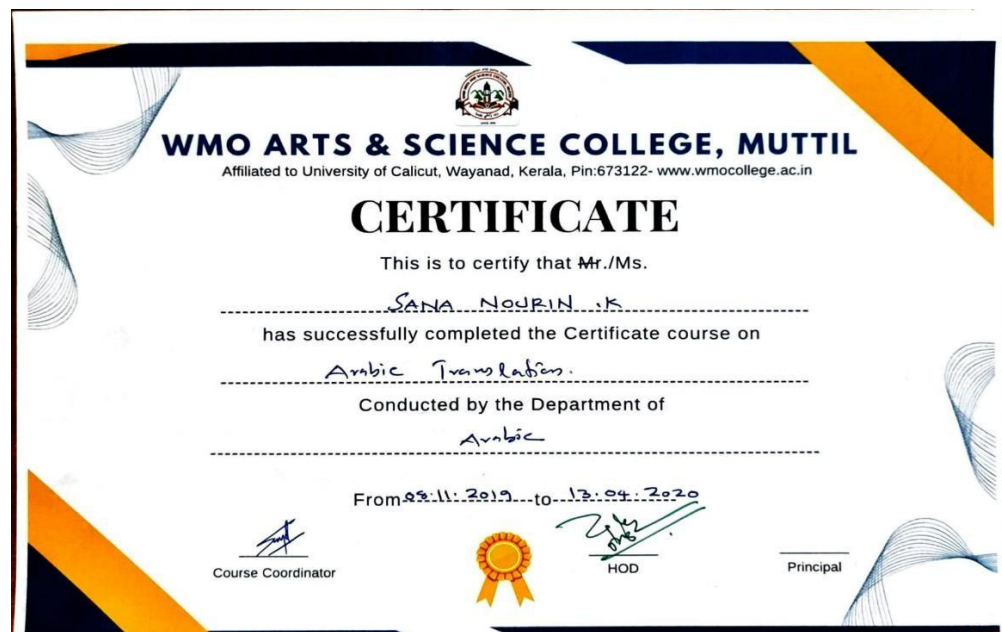 WMO ARTS & SCIENCE COLLEGE, MUTTIL
Affiliated to University of Calicut, Wayanad, Kerala, Pin:673122- www.wmocollege.ac.in
CERTIFICATE
This is to certify that Mr./Ms.
SANA NOURIN .K
has successfully completed the Certificate course on
Arabic Translation.
Conducted by the Department of
Arabic
From 08.11.2019 to 13.04.2020
Course Coordinator
HOD
Principal